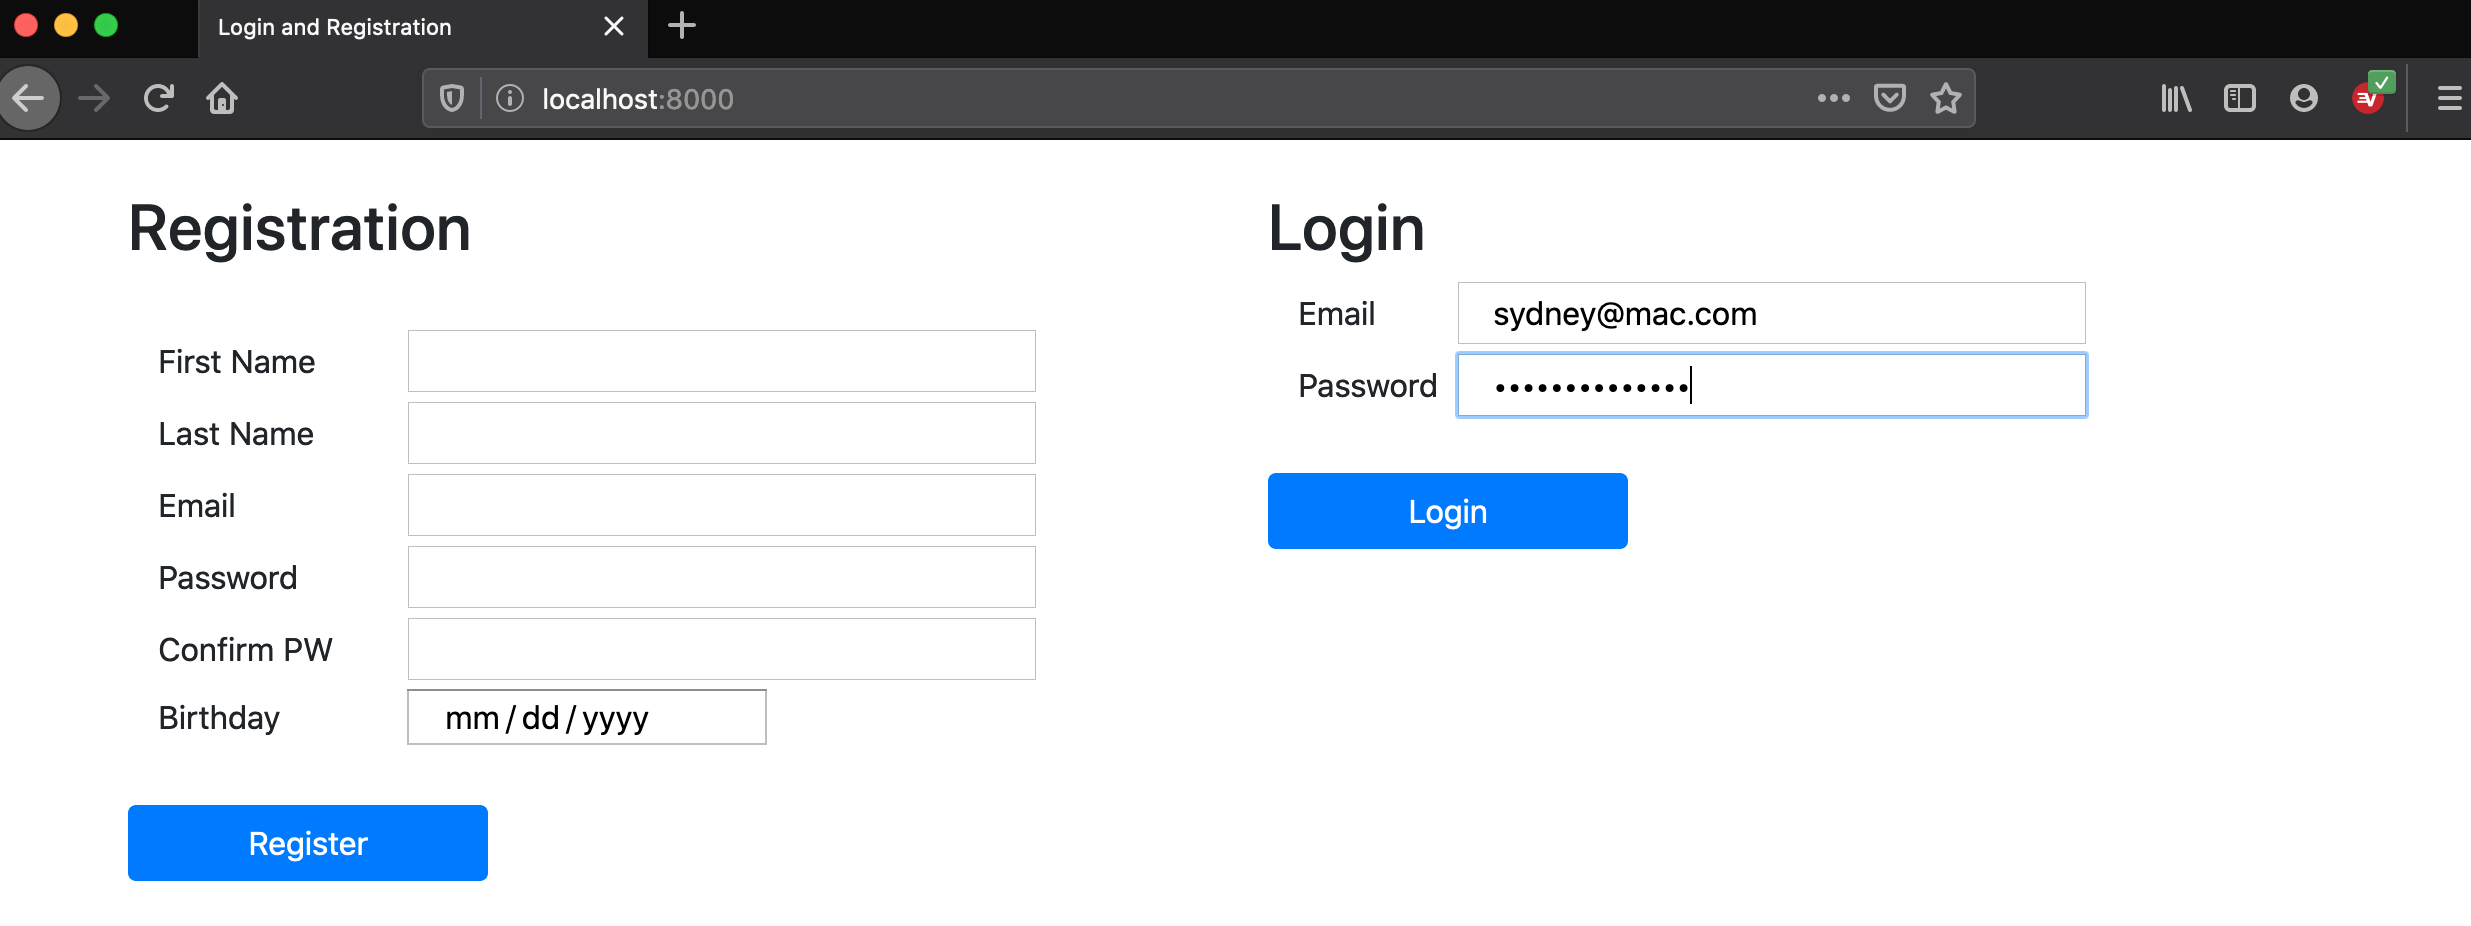 Login and Registration
localhost:8000
Registration
First Name
Last Name
Email
Password
Confirm PW
Birthday mm / dd / yyyy
Register
Login
Email sydney@mac.com
Password ••••••••••••••
Login